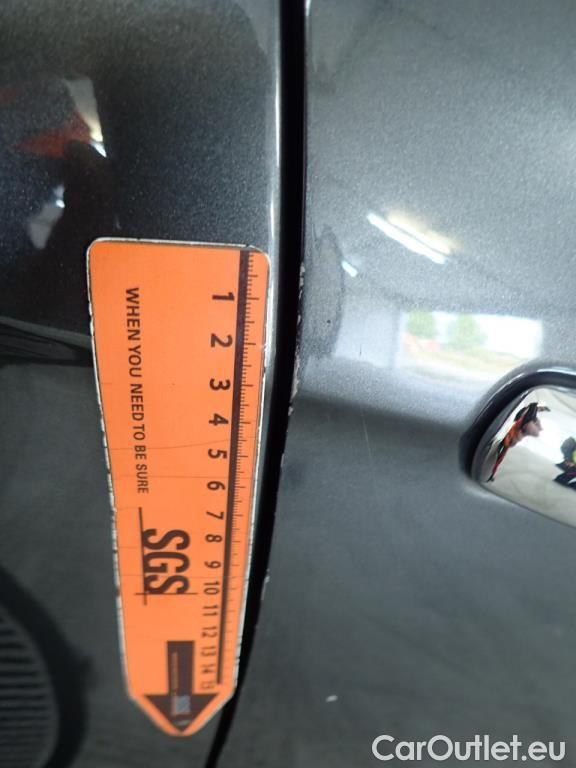 1 2 3 4 5 6 7 8 9 10 11 12 13 14 15
WHEN YOU NEED TO BE SURE
SGS
CarOutlet.eu